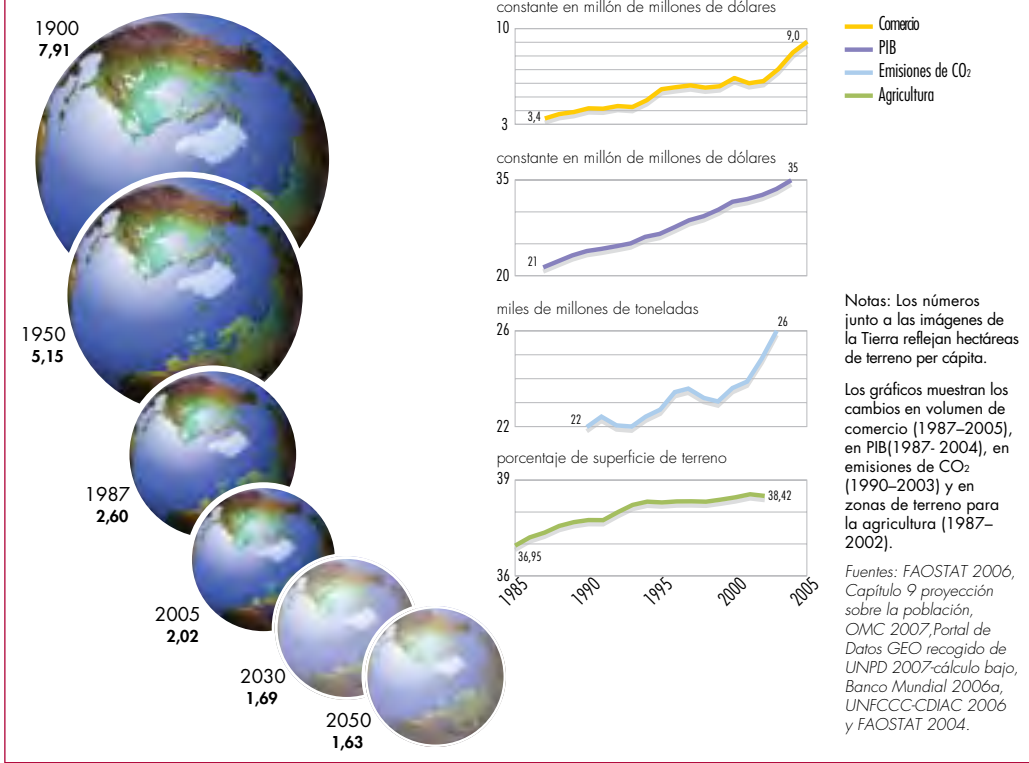 1900
7,91
1950
5,15
1987
2,60
2005
2,02
2030
1,69
2050
1,63
constante en millón de millones de dólares
10
9,0
3,4
3
constante en millón de millones de dólares
35
35
21
20
miles de millones de toneladas
26
26
22
22
porcentaje de superficie de terreno
39
38,42
36,95
36
1985
1990
1995
2000
2005
Comercio
PIB
Emisiones de CO2
Agricultura
Notas: Los números
junto a las imágenes de
la Tierra reflejan hectáreas
de terreno per cápita.
Los gráficos muestran los
cambios en volumen de
comercio (1987–2005),
en PIB(1987- 2004), en
emisiones de CO2
(1990–2003) y en
zonas de terreno para
la agricultura (1987–
2002).
Fuentes: FAOSTAT 2006,
Capítulo 9 proyección
sobre la población,
OMC 2007,Portal de
Datos GEO recogido de
UNPD 2007-cálculo bajo,
Banco Mundial 2006a,
UNFCCC-CDIAC 2006
y FAOSTAT 2004.